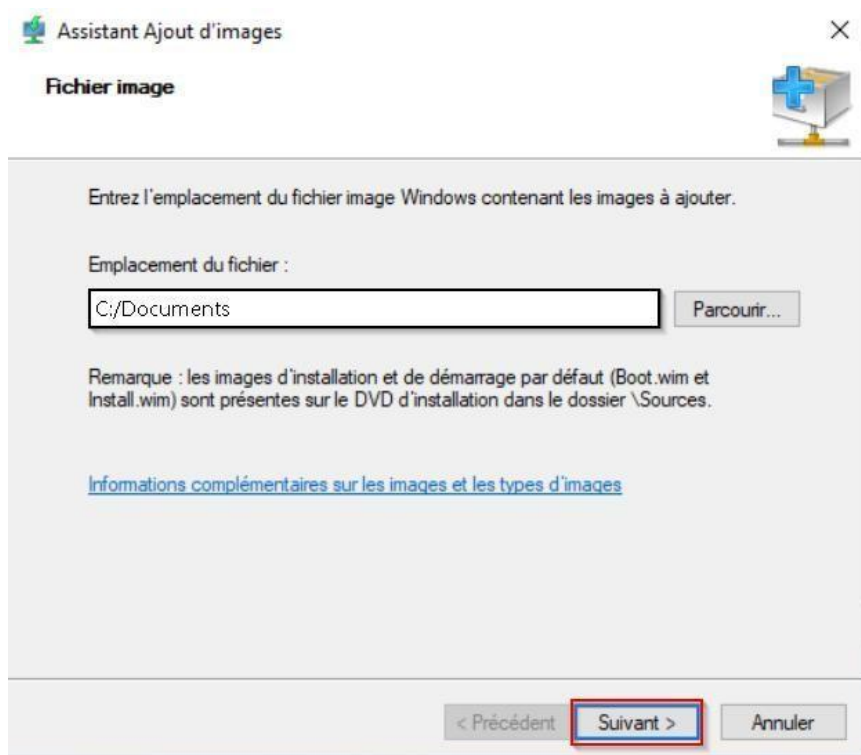 Assistant Ajout d'images
Fichier image
Entrez l'emplacement du fichier image Windows contenant les images à ajouter.
Emplacement du fichier :
C:/Documents
Parcourir...
Remarque : les images d'installation et de démarrage par défaut (Boot.wim et
Install.wim) sont présentes sur le DVD d'installation dans le dossier \Sources.
Informations complémentaires sur les images et les types d'images
< Précédent
Suivant >
Annuler